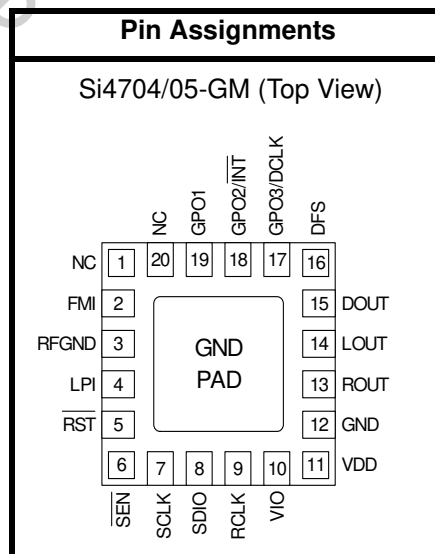 Pin Assignments
Si4704/05-GM (Top View)
NC
GPO1
GPO2/INT
GPO3/DCLK
DFS
NC 1 20 19 18 17 16
FMI 2 15 DOUT
RFGND 3 GND 14 LOUT
LPI 4 PAD 13 ROUT
RST 5 12 GND
6 7 8 9 10 11 VDD
SEN
SCLK
SDIO
RCLK
VIO